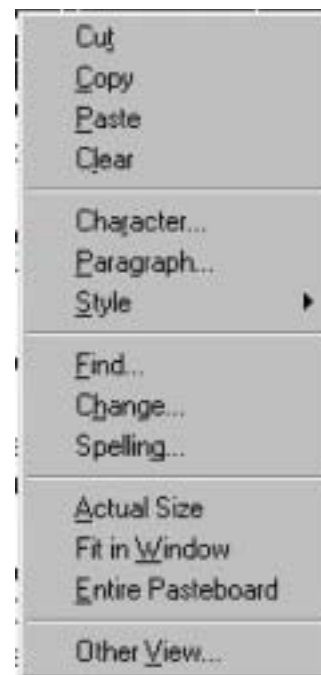 Cut
Copy
Paste
Clear
Character...
Paragraph...
Style
Find...
Change...
Spelling...
Actual Size
Fit in Window
Entire Pasteboard
Other View...